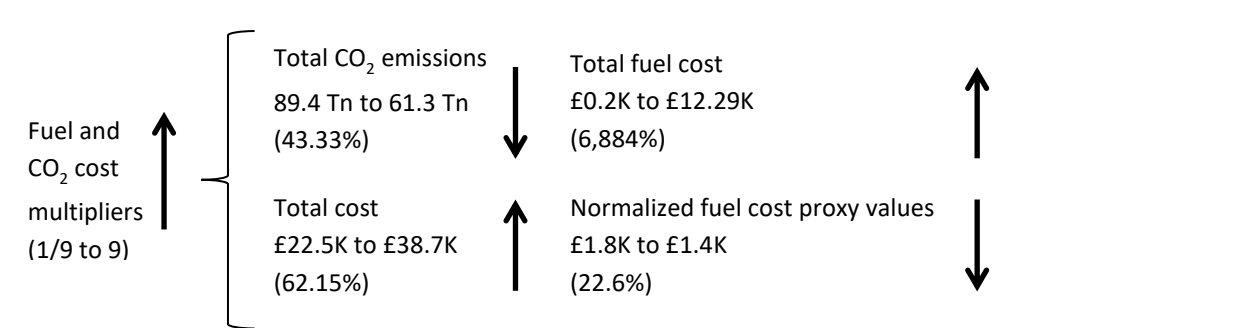 Fuel and
CO₂ cost
multipliers
(1/9 to 9)
Total CO₂ emissions
89.4 Tn to 61.3 Tn
(43.33%)
Total fuel cost
£0.2K to £12.29K
(6,884%)
Total cost
£22.5K to £38.7K
(62.15%)
Normalized fuel cost proxy values
£1.8K to £1.4K
(22.6%)